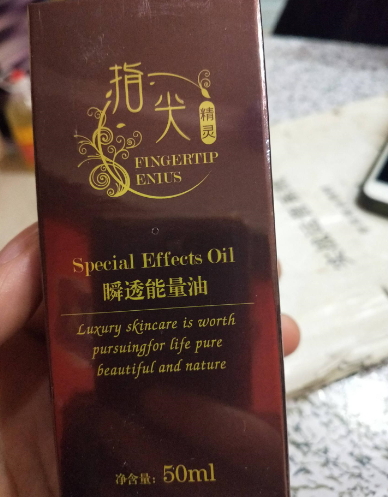 指尖
精灵
FINGERTIP
ENIUS
Special Effects Oil
瞬透能量油
Luxury skincare is worth
pursuingfor life pure
beautiful and nature
净含量：50ml